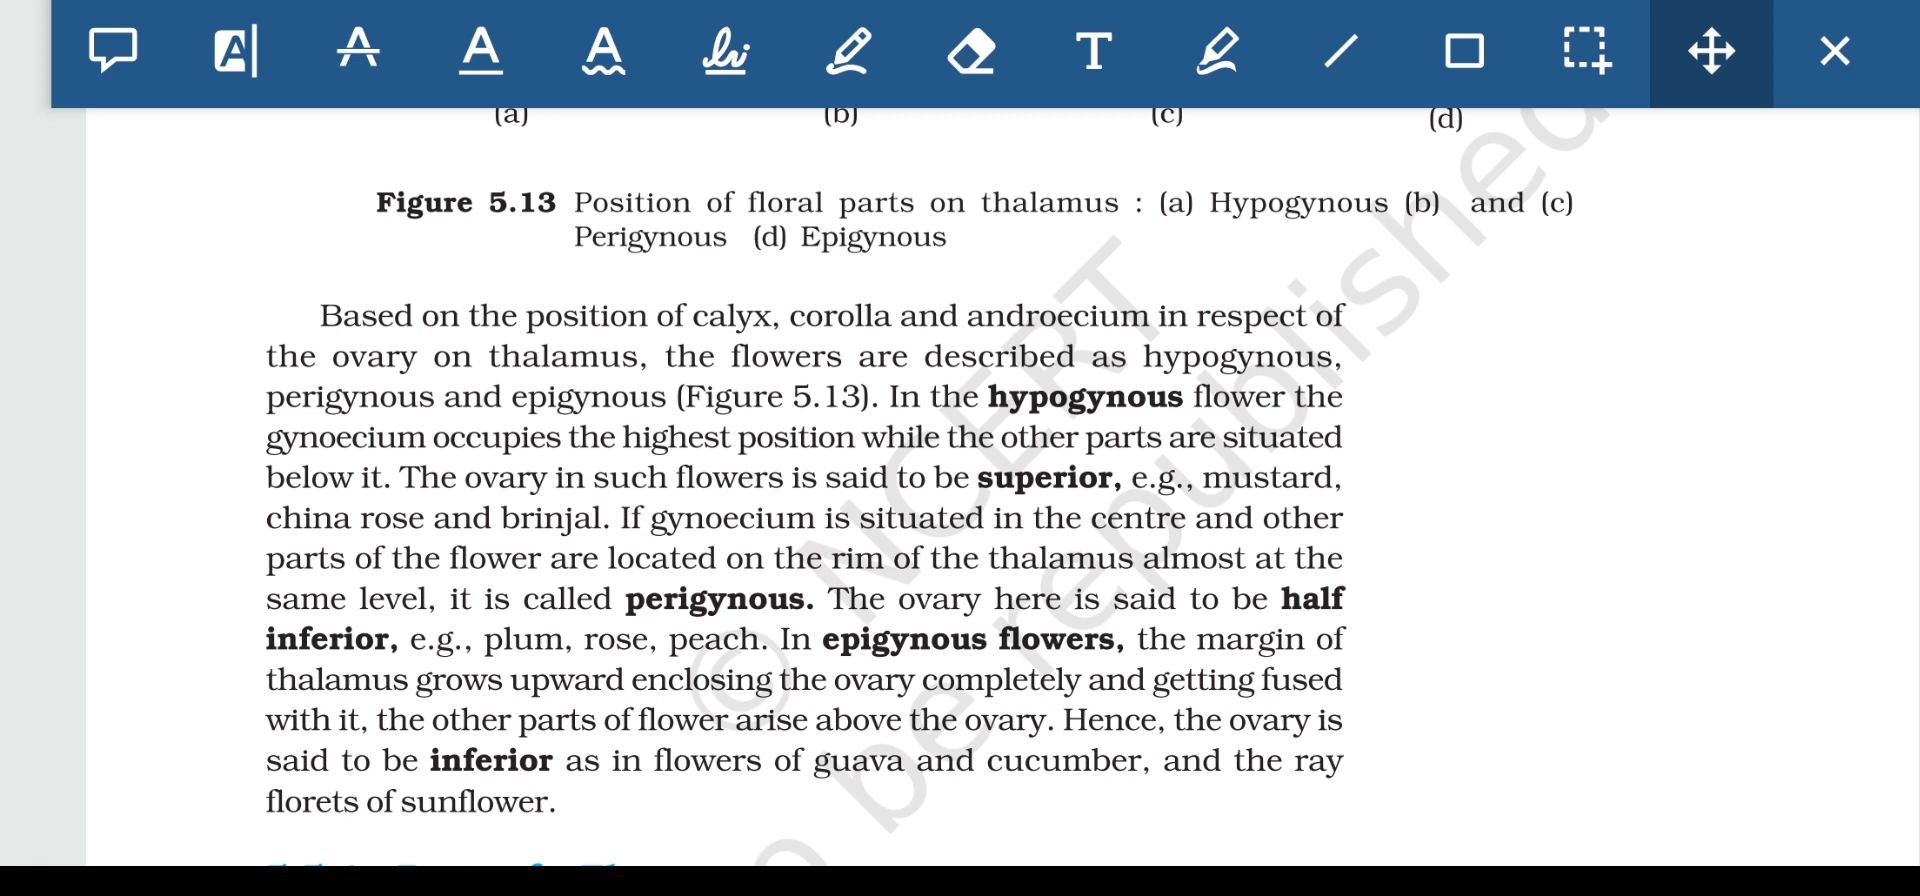 (a) (b) (c) (d)
Figure 5.13 Position of floral parts on thalamus : (a) Hypogynous (b) and (c)
Perigynous (d) Epigynous
Based on the position of calyx, corolla and androecium in respect of
the ovary on thalamus, the flowers are described as hypogynous,
perigynous and epigynous (Figure 5.13). In the hypogynous flower the
gynoecium occupies the highest position while the other parts are situated
below it. The ovary in such flowers is said to be superior, e.g., mustard,
china rose and brinjal. If gynoecium is situated in the centre and other
parts of the flower are located on the rim of the thalamus almost at the
same level, it is called perigynous. The ovary here is said to be half
inferior, e.g., plum, rose, peach. In epigynous flowers, the margin of
thalamus grows upward enclosing the ovary completely and getting fused
with it, the other parts of flower arise above the ovary. Hence, the ovary is
said to be inferior as in flowers of guava and cucumber, and the ray
florets of sunflower.
© NCERT
be republished